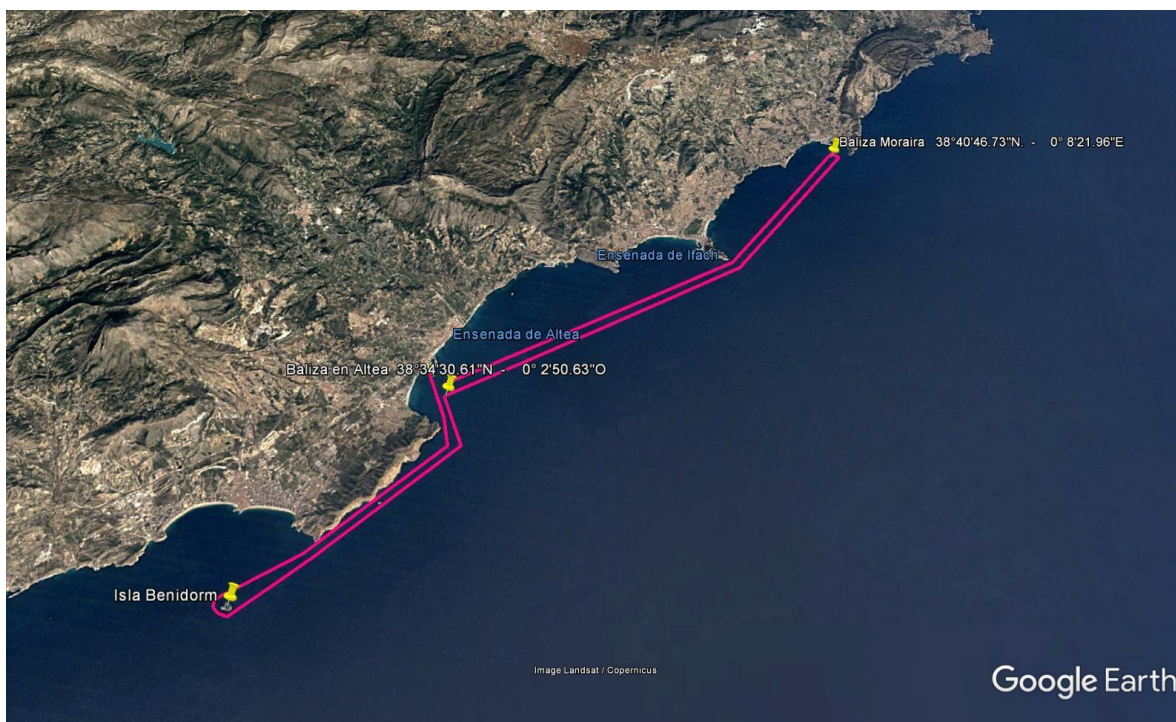 Baliza Moraira 38°40'46.73"N. - 0° 8'21.96"E
Ensenada de Ifach
Ensenada de Altea
Baliza en Altea 38°34'30.61"N - 0° 2'50.63"O
Isla Benidorm
Image Landsat / Copernicus
Google Earth